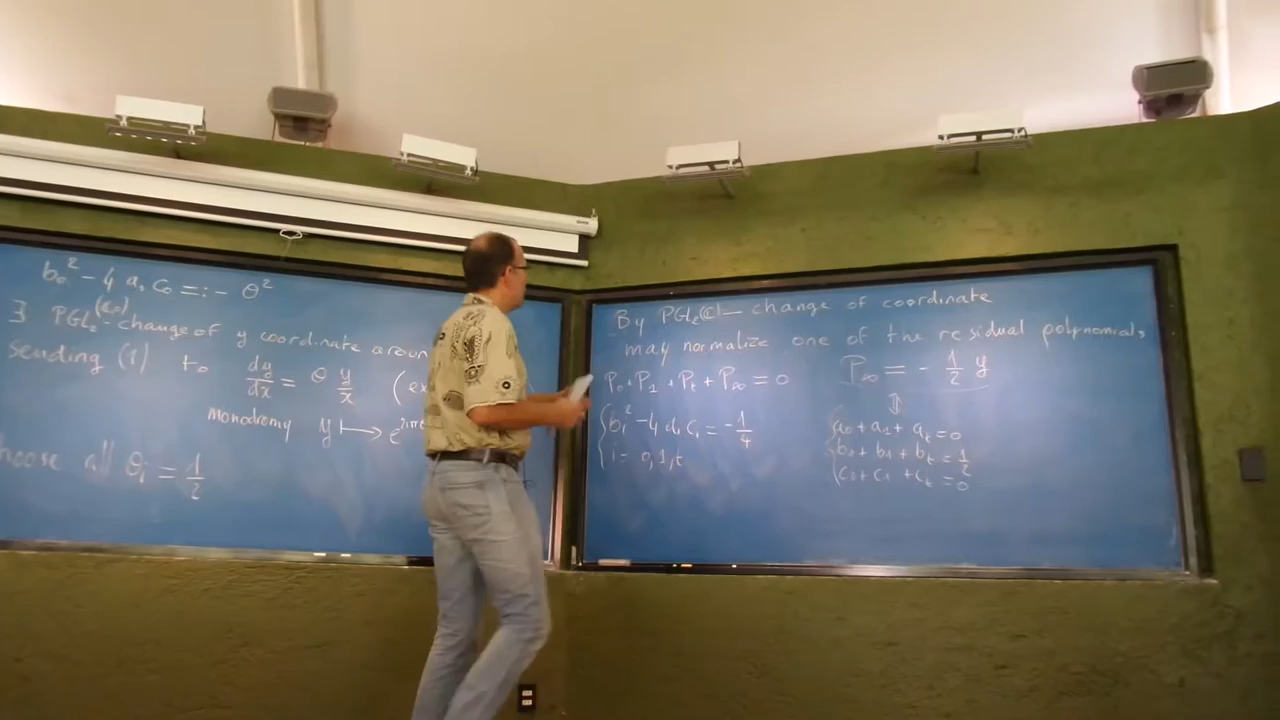 b₀² - 4 a₀ c₀ =: - θ²
∃ PGL₂(C₀)-change of y coordinate aroun
sending (1) to dy/dx = θ y/x (ex
monodromy y ↦ e
choose all θᵢ = 1/2
By PGL₂(ℂ) - change of coordinate
may normalize one of the residual polynomials
P₀ + P₁ + Pₜ + P∞ = 0
P∞ = - 1/2 y
⇕
{ bᵢ² - 4 aᵢ cᵢ = - 1/4
i = 0,1,t
{ a₀ + a₁ + aₜ = 0
b₀ + b₁ + bₜ = 1/2
c₀ + c₁ + cₜ = 0